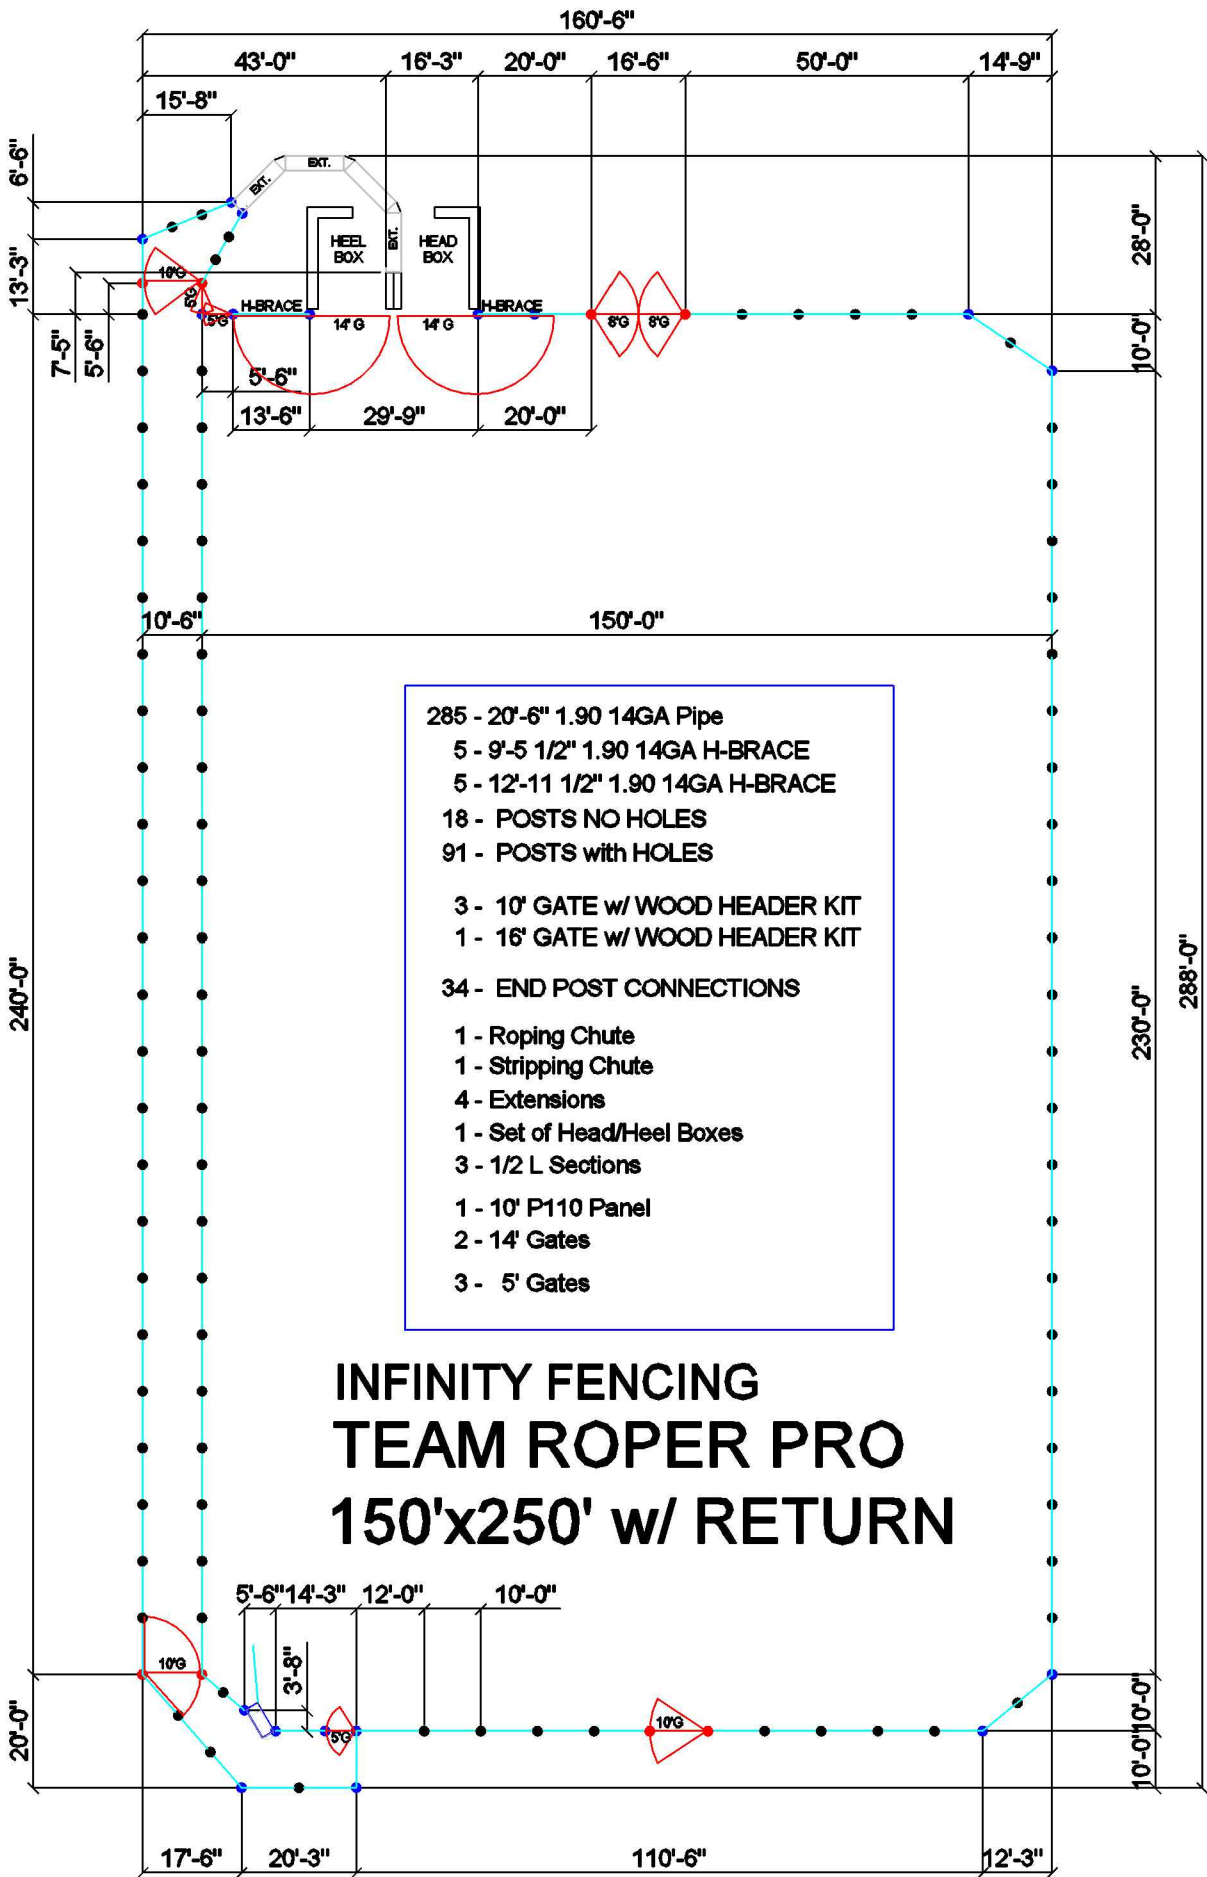 160'-6"
43'-0" 16'-3" 20'-0" 16'-6" 50'-0" 14'-9"
15'-8"
6'-6"
EXT.
EXT.
28'-0"
HEEL BOX
EXT.
HEAD BOX
13'-3"
10'G
5'G
H-BRACE
H-BRACE
5'G
14' G
14' G
8'G
8'G
7'-5"
5'-6"
10'-0"
5'-6"
13'-6" 29'-9" 20'-0"
10'-6" 150'-0"
285 - 20'-6" 1.90 14GA Pipe
5 - 9'-5 1/2" 1.90 14GA H-BRACE
5 - 12'-11 1/2" 1.90 14GA H-BRACE
18 - POSTS NO HOLES
91 - POSTS with HOLES
3 - 10' GATE w/ WOOD HEADER KIT
1 - 16' GATE w/ WOOD HEADER KIT
34 - END POST CONNECTIONS
1 - Roping Chute
1 - Stripping Chute
4 - Extensions
1 - Set of Head/Heel Boxes
3 - 1/2 L Sections
1 - 10' P110 Panel
2 - 14' Gates
3 - 5' Gates
240'-0"
230'-0"
288'-0"
INFINITY FENCING
TEAM ROPER PRO
150'x250' w/ RETURN
5'-6" 14'-3" 12'-0" 10'-0"
10'G
3'-8"
5'G
10'G
20'-0"
10'-0"
10'-0"
17'-6" 20'-3" 110'-6" 12'-3"